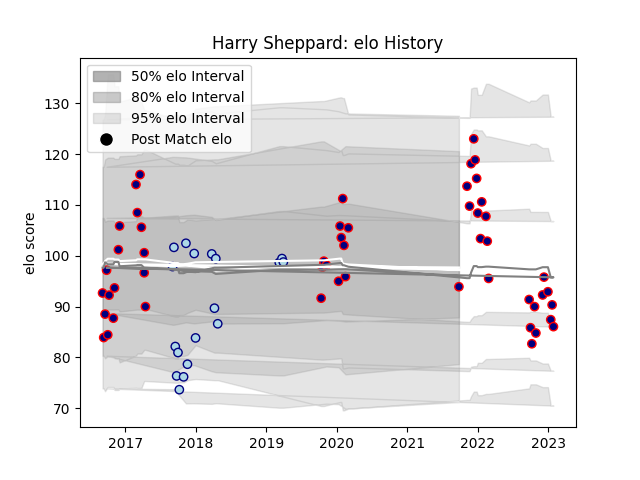 Harry Sheppard: elo History
50% elo Interval
80% elo Interval
95% elo Interval
Post Match elo
elo score
130
120
110
100
90
80
70
2017 2018 2019 2020 2021 2022 2023